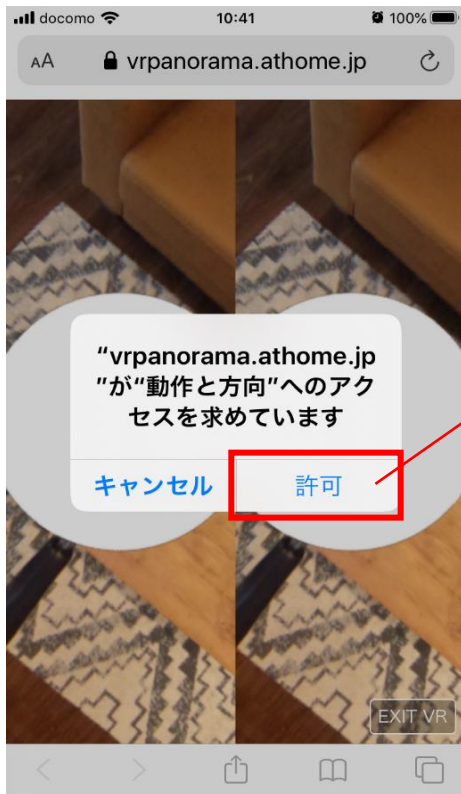 docomo 10:41 100%
AA vrpanorama.athome.jp
“vrpanorama.athome.jp
”が“動作と方向”へのアク
セスを求めています
キャンセル 許可
EXIT VR